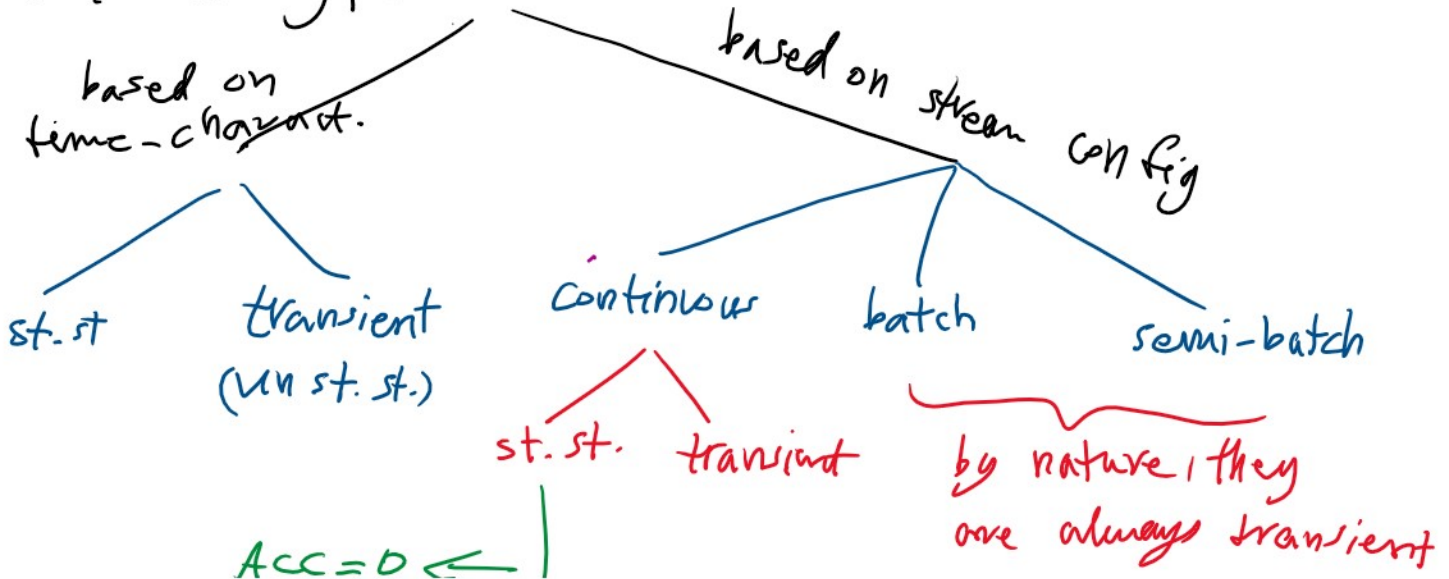 based on
time-charact.
based on stream config
st. st
transient
(un st. st.)
continuous
batch
semi-batch
st. st.
transient
by nature, they
are always transient
ACC=0